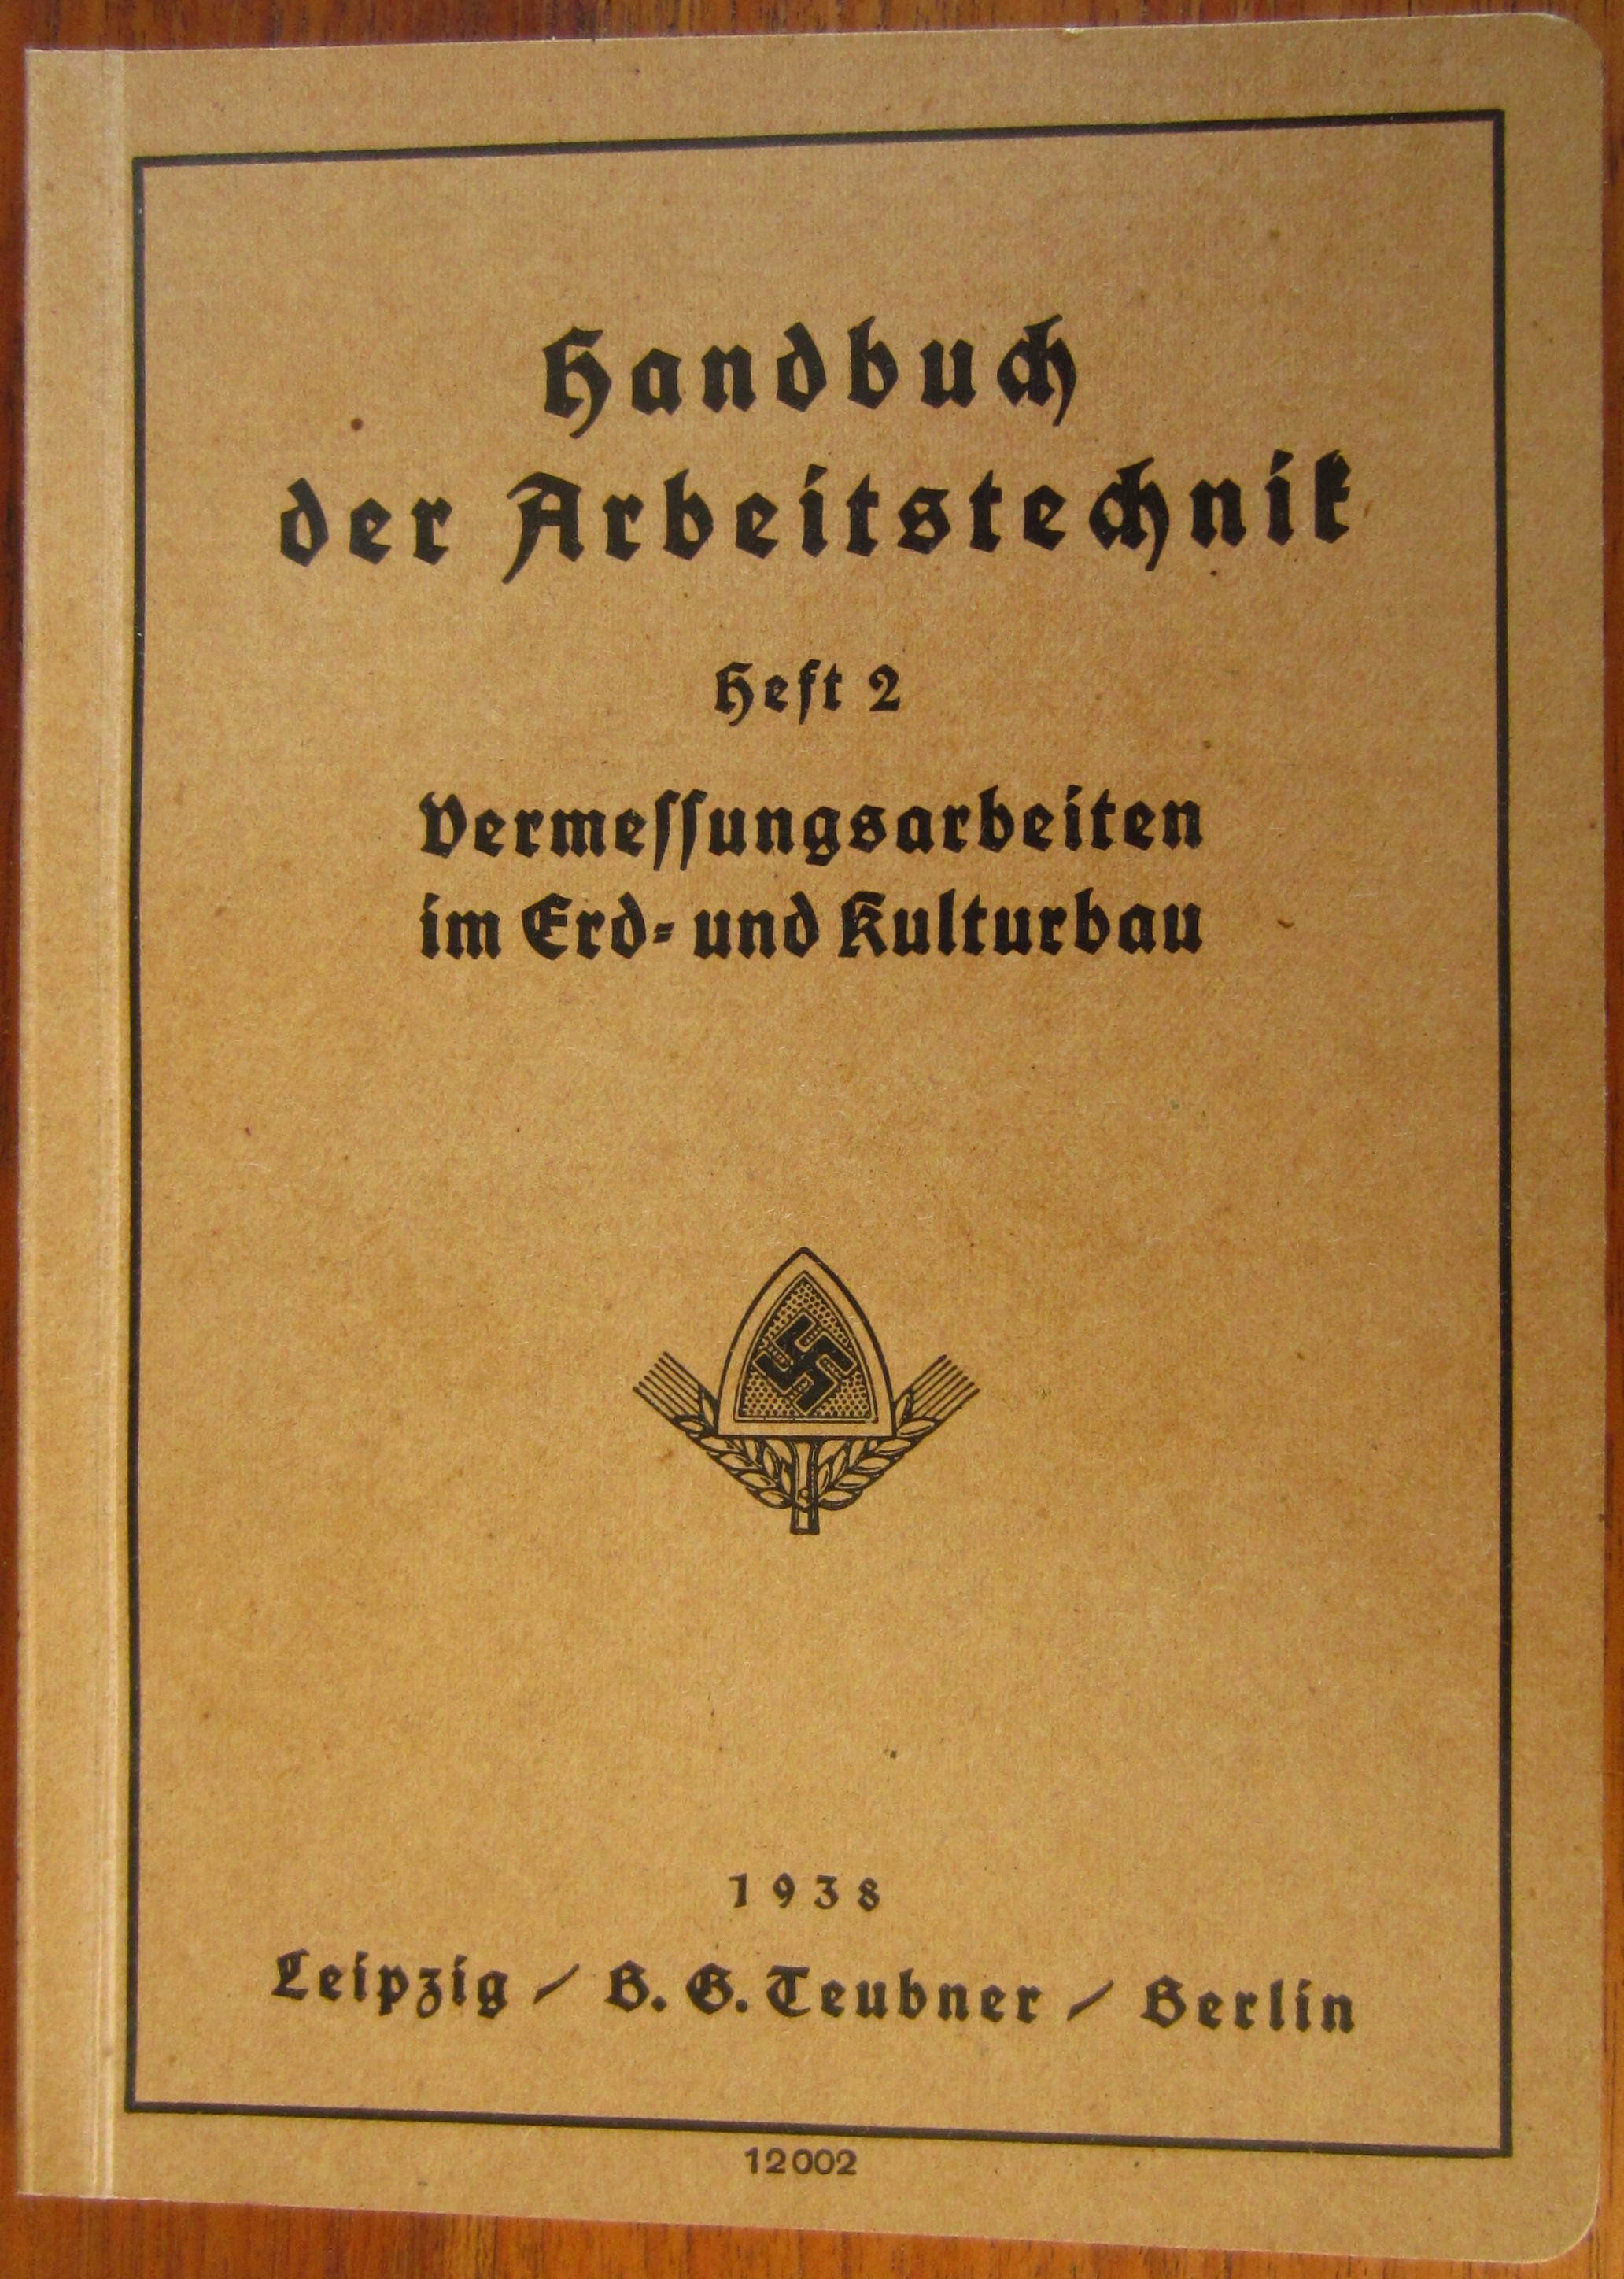 Handbuch
der Arbeitstechnik
Heft 2
Vermeſſungsarbeiten
im Erd- und Kulturbau
1938
Leipzig / B. G. Teubner / Berlin
12002